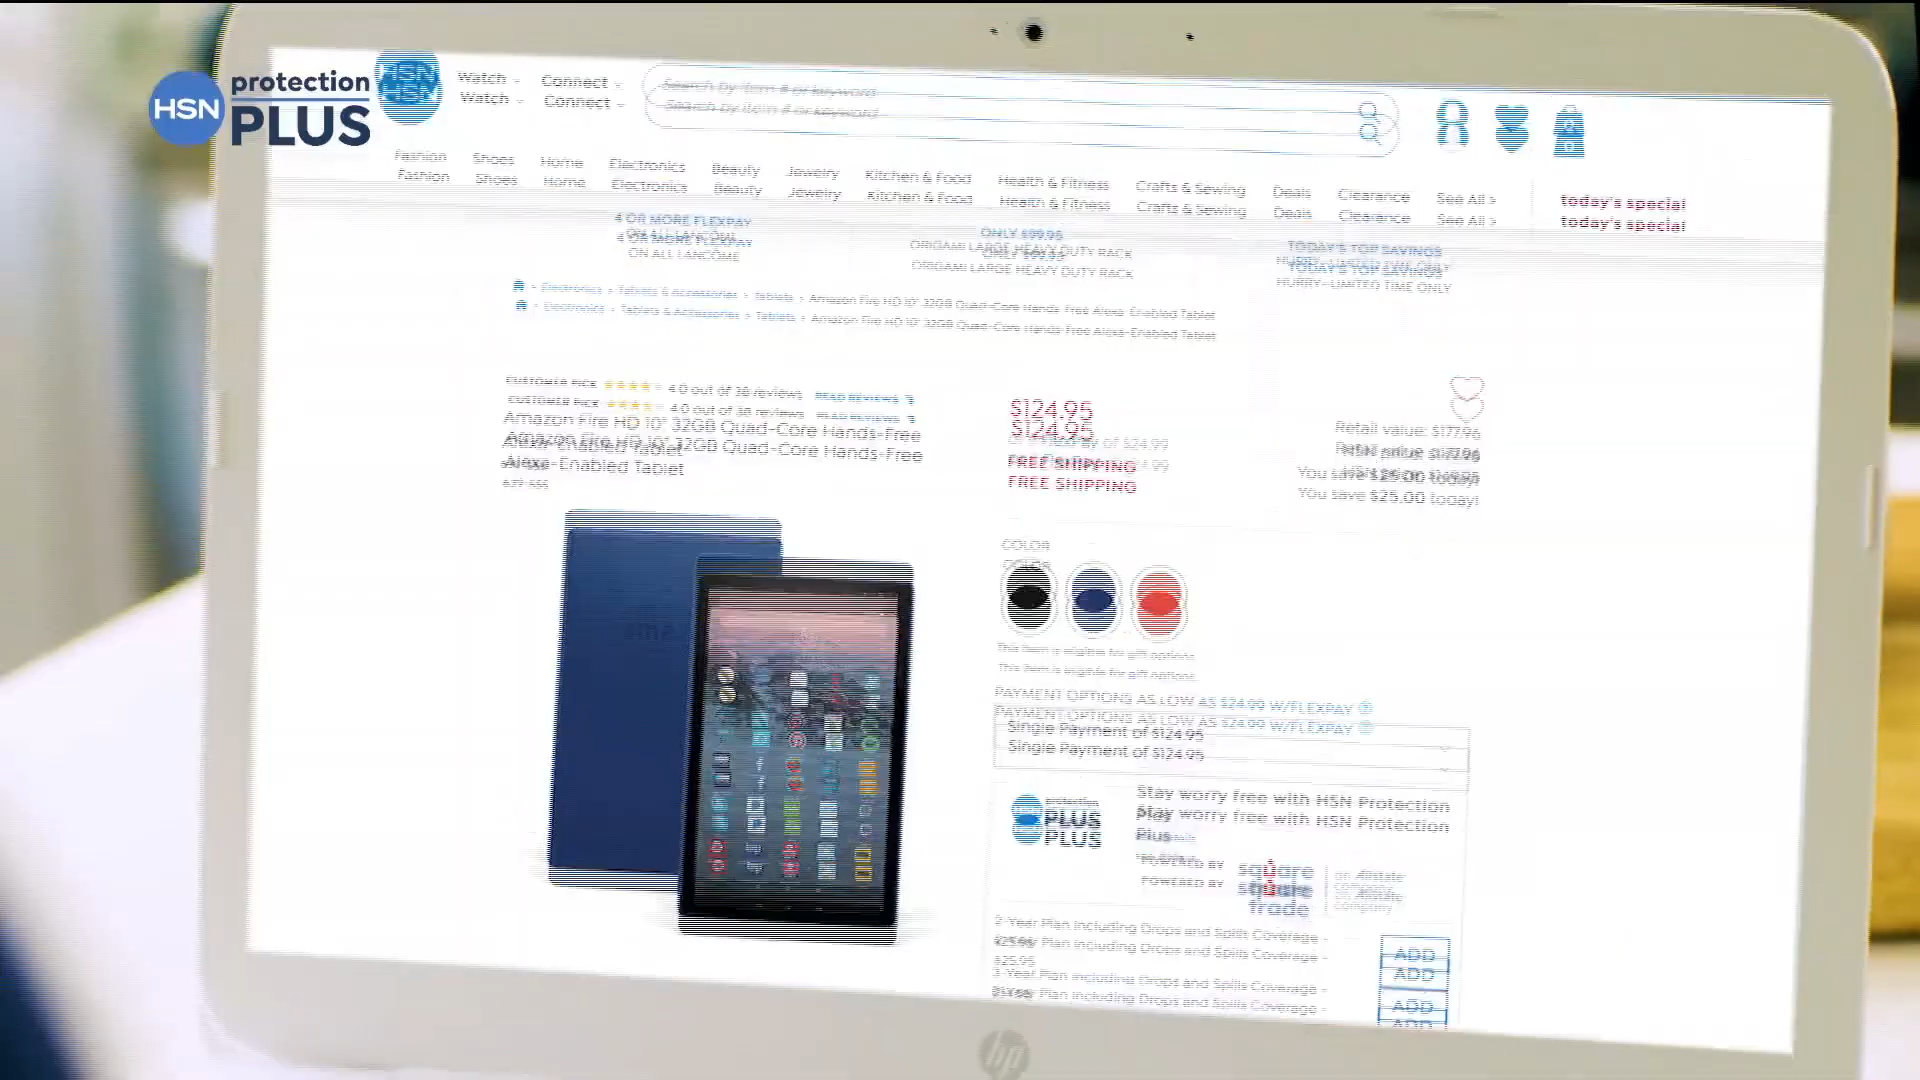 HSN protection PLUS
HSN Watch Connect Search by item # or keyword
Fashion Shoes Home Electronics Beauty Jewelry Kitchen & Food Health & Fitness Crafts & Sewing Deals Clearance See All > today's special
4 OR MORE FLEXPAY
ON ALL LANCOME
ONLY $99.95
ORIGAMI LARGE HEAVY DUTY RACK
TODAY'S TOP SAVINGS
HURRY-LIMITED TIME ONLY
> Electronics > Tablets & Accessories > Tablets > Amazon Fire HD 10" 32GB Quad-Core Hands-Free Alexa-Enabled Tablet
CUSTOMER PICK 4.0 out of 38 reviews READ REVIEWS
Amazon Fire HD 10" 32GB Quad-Core Hands-Free
Alexa-Enabled Tablet
$124.95
FREE SHIPPING
Retail value: $177.96
You save $25.00 today!
COLOR
This item is eligible for gift options
PAYMENT OPTIONS AS LOW AS $24.99 W/FLEXPAY
Single Payment of $124.95
protection PLUS
Stay worry free with HSN Protection
Plus
POWERED BY
square trade
an Allstate company
2-Year Plan Including Drops and Spills Coverage -
$25.95
ADD
3-Year Plan Including Drops and Spills Coverage -
ADD
hp